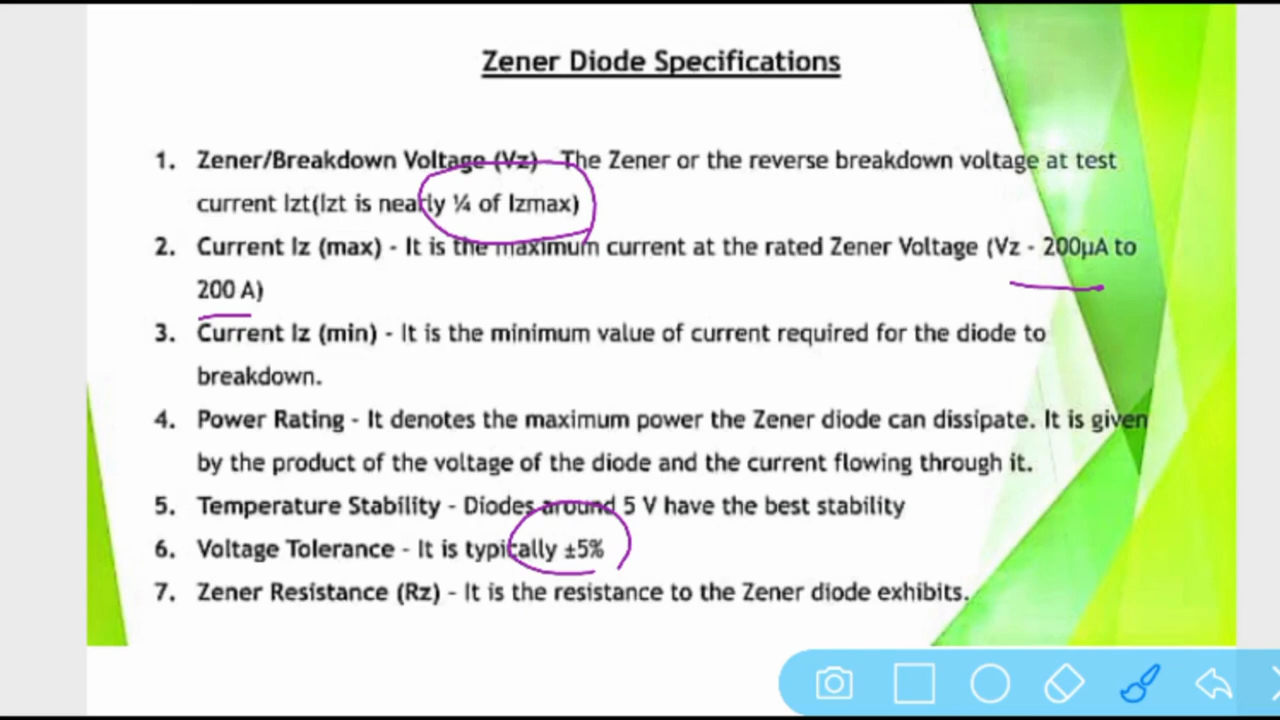 Zener Diode Specifications
1. Zener/Breakdown Voltage (Vz) - The Zener or the reverse breakdown voltage at test
current Izt(Izt is nearly ¼ of Izmax)
2. Current Iz (max) - It is the maximum current at the rated Zener Voltage (Vz - 200µA to
200 A)
3. Current Iz (min) - It is the minimum value of current required for the diode to
breakdown.
4. Power Rating - It denotes the maximum power the Zener diode can dissipate. It is given
by the product of the voltage of the diode and the current flowing through it.
5. Temperature Stability - Diodes around 5 V have the best stability
6. Voltage Tolerance - It is typically ±5%
7. Zener Resistance (Rz) - It is the resistance to the Zener diode exhibits.